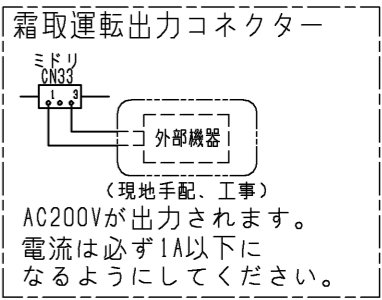 霜取運転出力コネクター
ミドリ
CN33
1 3
外部機器
(現地手配、工事)
AC200Vが出力されます。
電流は必ず1A以下に
なるようにしてください。